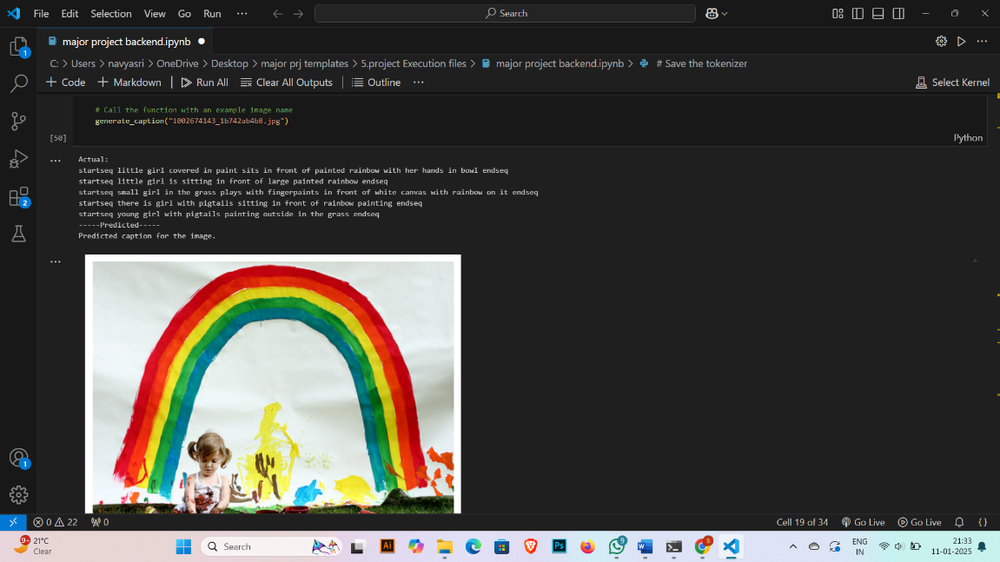 File Edit Selection View Go Run ··· Search
major project backend.ipynb
C: > Users > navyasri > OneDrive > Desktop > major prj templates > 5.project Execution files > major project backend.ipynb > # Save the tokenizer
+ Code + Markdown | Run All Clear All Outputs | Outline ··· Select Kernel
# Call the function with an example image name
generate_caption("1002674143_1b742ab4b8.jpg")
[50] Python
Actual:
startseq little girl covered in paint sits in front of painted rainbow with her hands in bowl endseq
startseq little girl is sitting in front of large painted rainbow endseq
startseq small girl in the grass plays with fingerpaints in front of white canvas with rainbow on it endseq
startseq there is girl with pigtails sitting in front of rainbow painting endseq
startseq young girl with pigtails painting outside in the grass endseq
-----Predicted-----
Predicted caption for the image.
1
2
1
0 22 0 Cell 19 of 34 Go Live Go Live {}
9+ 21°C
Clear
Search
Ai
Ps
9
8
ENG
IN
21:33
11-01-2025